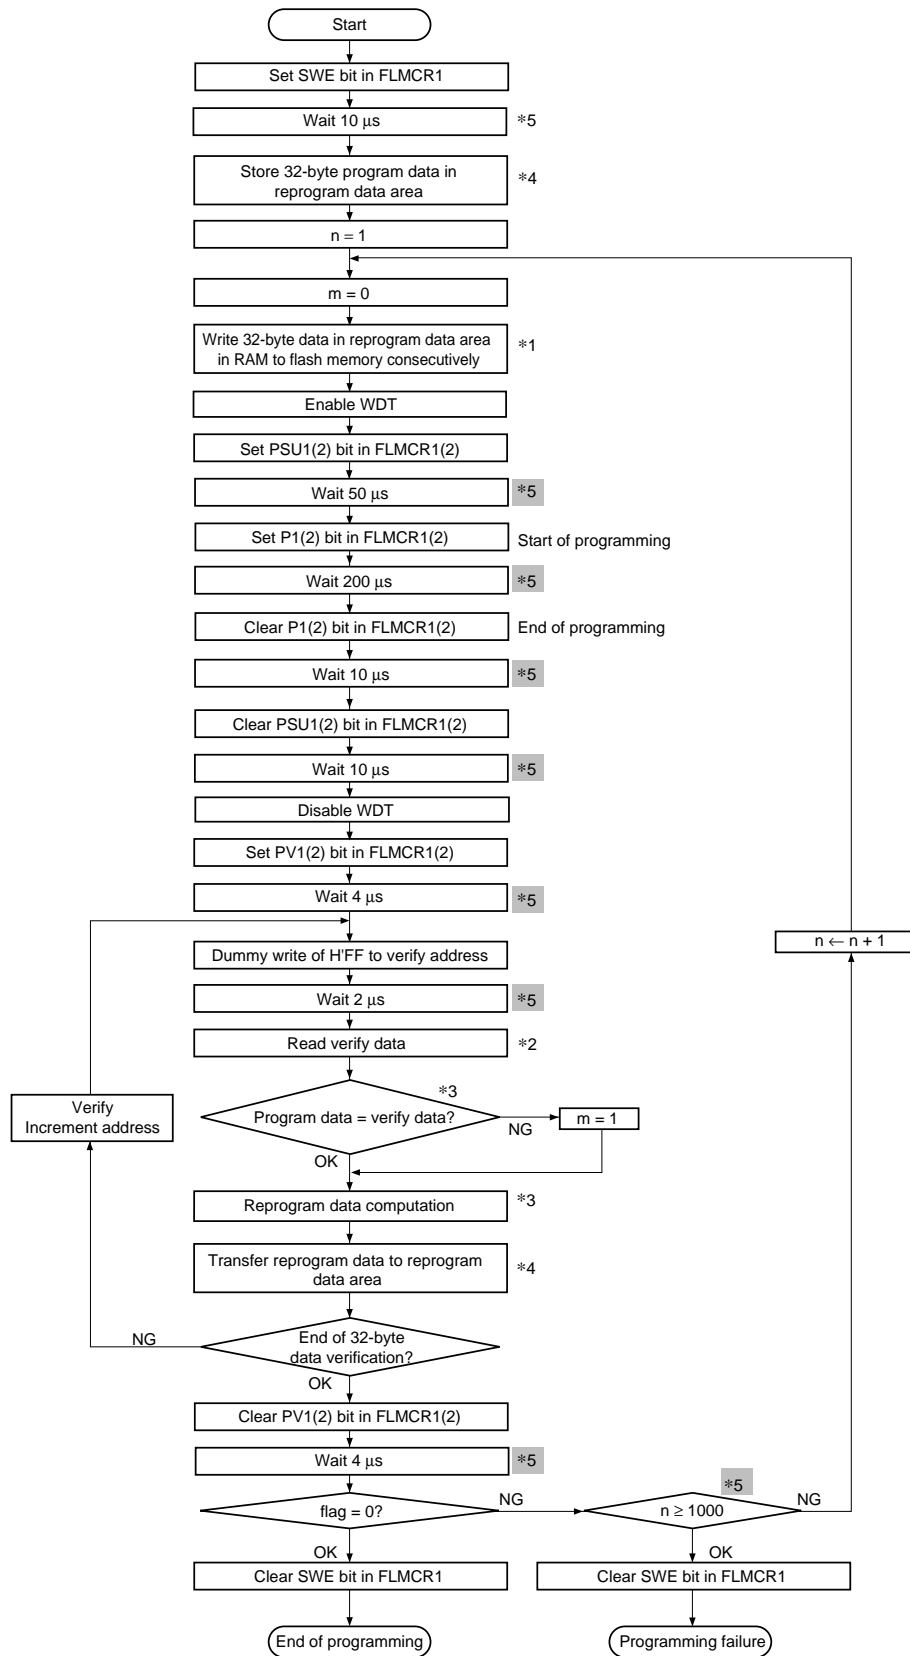 Start
Set SWE bit in FLMCR1
Wait 10 μs
*5
Store 32-byte program data in
reprogram data area
*4
n = 1
m = 0
Write 32-byte data in reprogram data area
in RAM to flash memory consecutively
*1
Enable WDT
Set PSU1(2) bit in FLMCR1(2)
Wait 50 μs
*5
Set P1(2) bit in FLMCR1(2)
Start of programming
Wait 200 μs
*5
Clear P1(2) bit in FLMCR1(2)
End of programming
Wait 10 μs
*5
Clear PSU1(2) bit in FLMCR1(2)
Wait 10 μs
*5
Disable WDT
Set PV1(2) bit in FLMCR1(2)
Wait 4 μs
*5
n ← n + 1
Dummy write of H'FF to verify address
Wait 2 μs
*5
Read verify data
*2
*3
Program data = verify data?
NG
m = 1
OK
Verify
Increment address
Reprogram data computation
*3
Transfer reprogram data to reprogram
data area
*4
NG
End of 32-byte
data verification?
OK
Clear PV1(2) bit in FLMCR1(2)
Wait 4 μs
*5
*5
flag = 0?
NG
n ≥ 1000
NG
OK
OK
Clear SWE bit in FLMCR1
Clear SWE bit in FLMCR1
End of programming
Programming failure